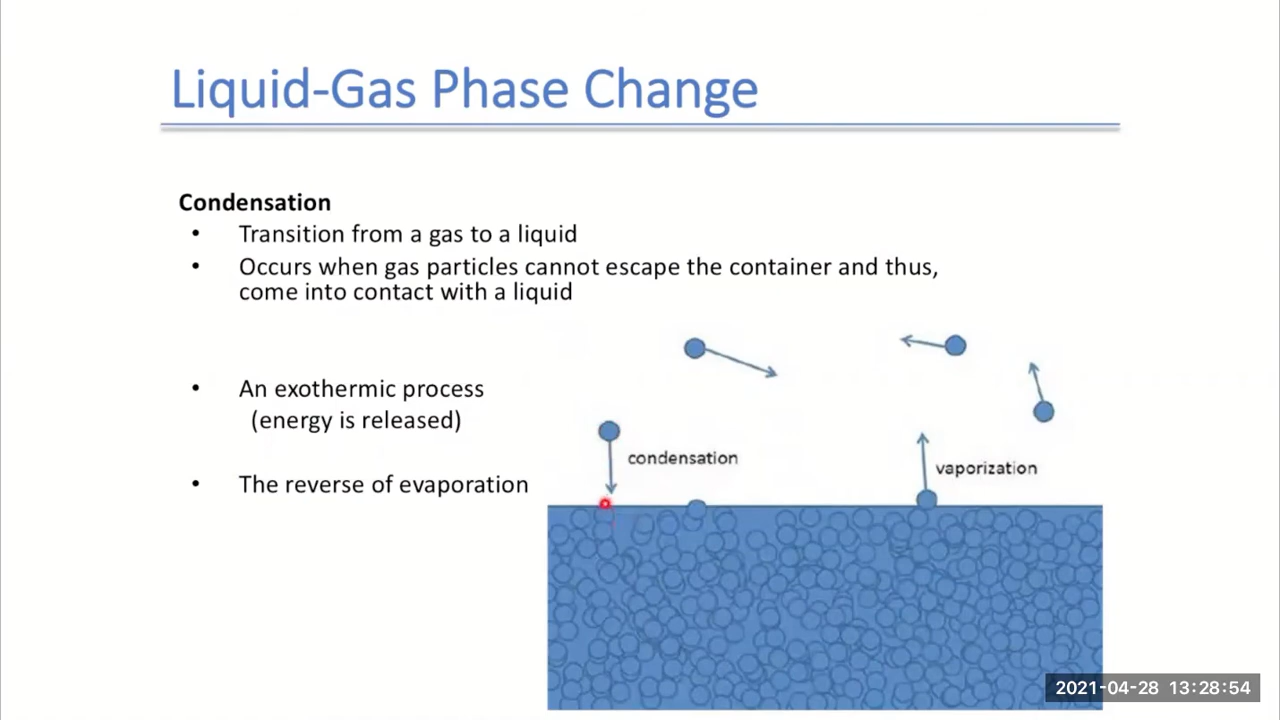 Liquid-Gas Phase Change
Condensation
• Transition from a gas to a liquid
• Occurs when gas particles cannot escape the container and thus,
come into contact with a liquid
• An exothermic process
(energy is released)
• The reverse of evaporation
condensation
vaporization
2021-04-28 13:28:54